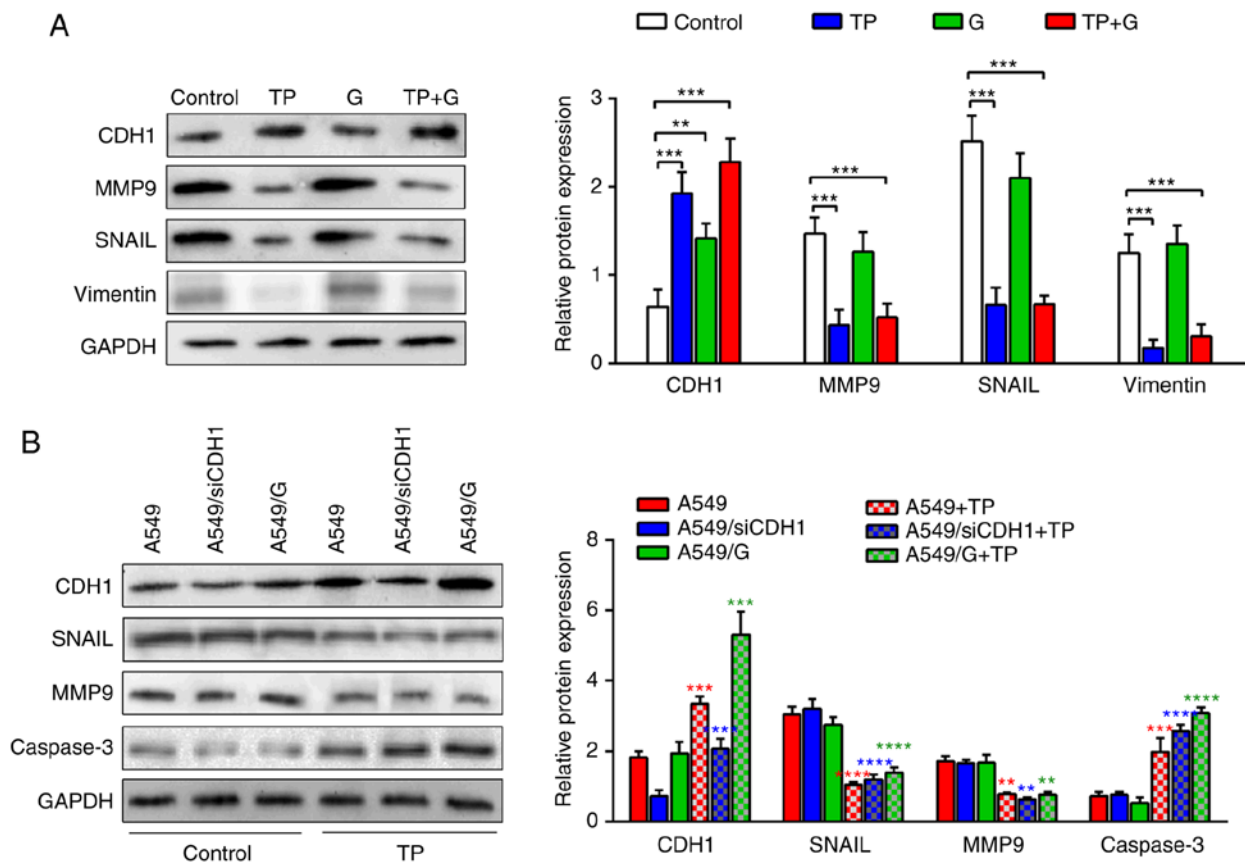 A
Control TP G TP+G
CDH1
MMP9
SNAIL
Vimentin
GAPDH
Control TP G TP+G
*** *** ** *** *** *** *** *** *** ***
Relative protein expression
3
2
1
0
CDH1 MMP9 SNAIL Vimentin
B
A549 A549/siCDH1 A549/G A549 A549/siCDH1 A549/G
CDH1
SNAIL
MMP9
Caspase-3
GAPDH
Control TP
A549 A549+TP
A549/siCDH1 A549/siCDH1+TP
A549/G A549/G+TP
Relative protein expression
8
6
4
2
0
*** **** *** **** **** **** ** ** ** *** **** ****
CDH1 SNAIL MMP9 Caspase-3